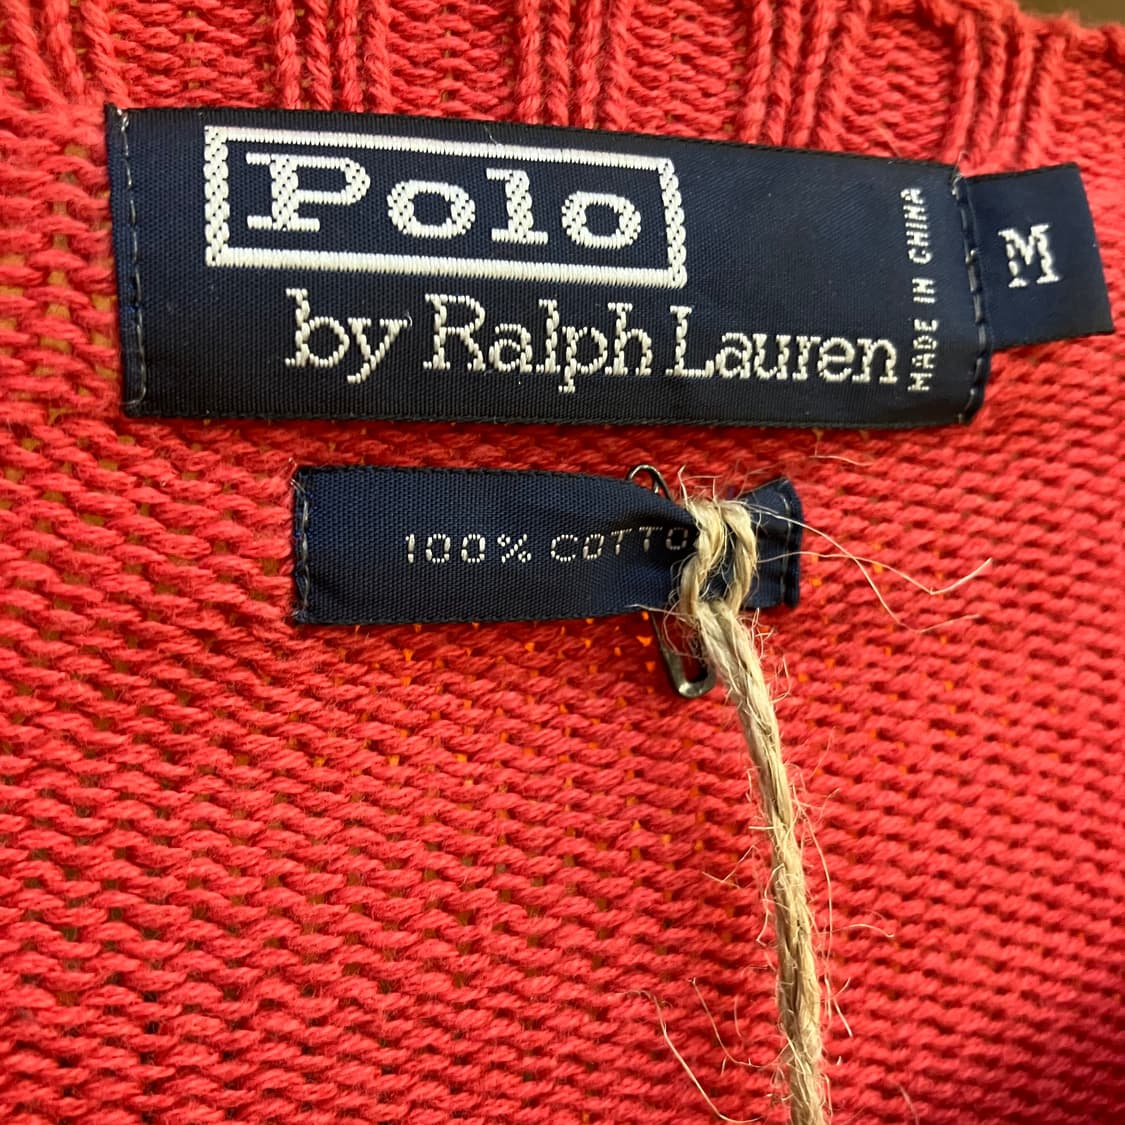 Polo
by Ralph Lauren
MADE IN CHINA
M
100% COTTO